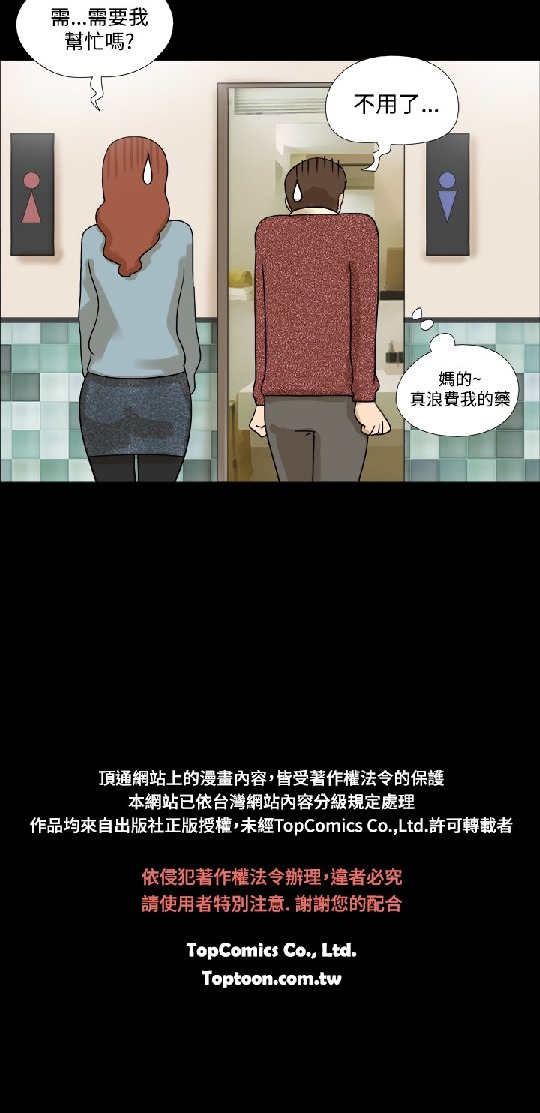 需...需要我
幫忙嗎?
不用了...
媽的~
真浪費我的藥
頂通網站上的漫畫內容，皆受著作權法令的保護
本網站已依台灣網站內容分級規定處理
作品均來自出版社正版授權，未經TopComics Co.,Ltd.許可轉載者
依侵犯著作權法令辦理，違者必究
請使用者特別注意. 謝謝您的配合
TopComics Co., Ltd.
Toptoon.com.tw